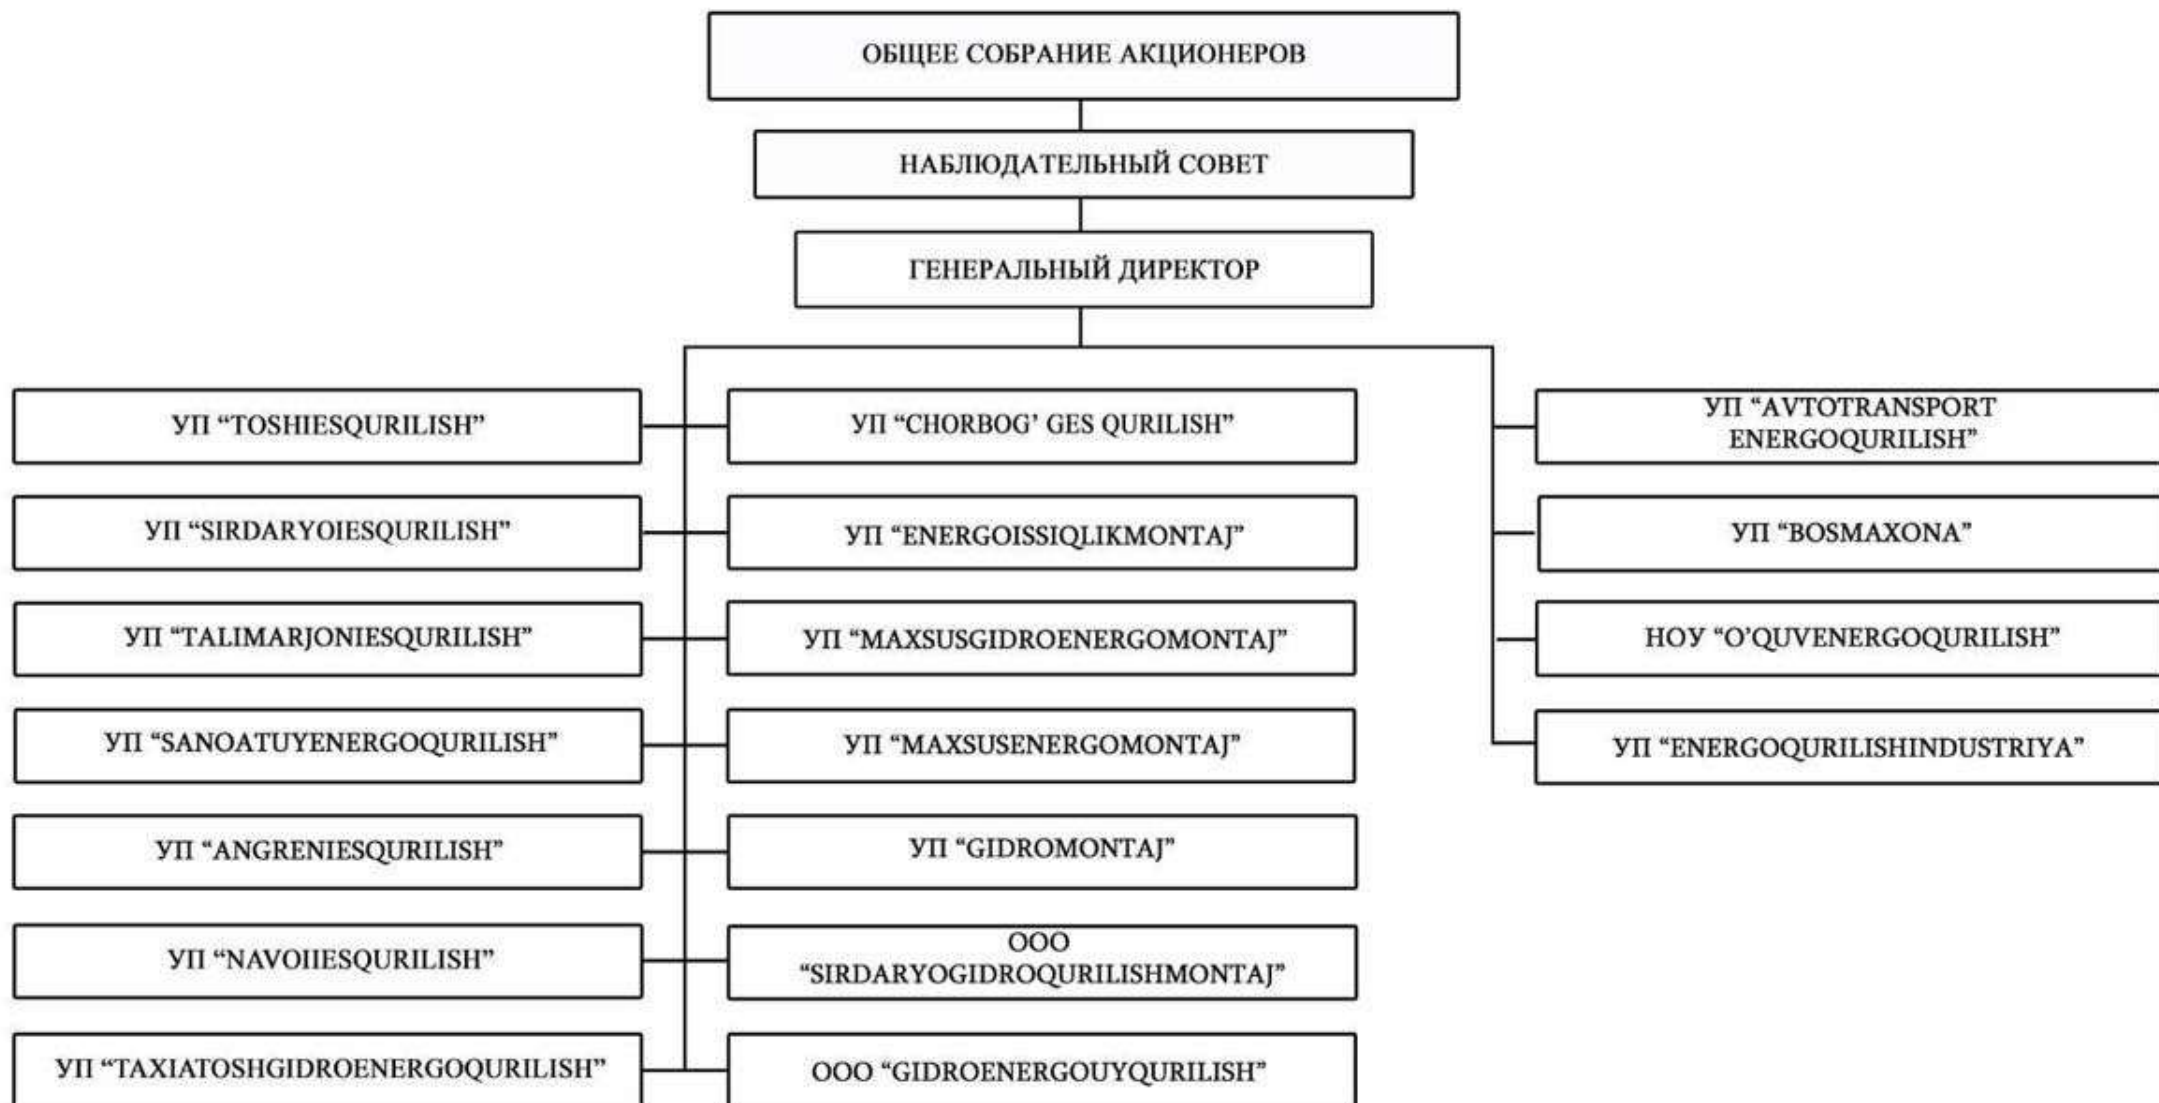 ОБЩЕЕ СОБРАНИЕ АКЦИОНЕРОВ
НАБЛЮДАТЕЛЬНЫЙ СОВЕТ
ГЕНЕРАЛЬНЫЙ ДИРЕКТОР
УП “TOSHIESQURILISH”
УП “SIRDARYOIESQURILISH”
УП “TALIMARJONIESQURILISH”
УП “SANOATUYENERGOQURILISH”
УП “ANGRENIESQURILISH”
УП “NAVOIIESQURILISH”
УП “TAXIATOSHGIDROENERGOQURILISH”
УП “CHORBOG’ GES QURILISH”
УП “ENERGOISSIQLIKMONTAJ”
УП “MAXSUSGIDROENERGOMONTAJ”
УП “MAXSUSENERGOMONTAJ”
УП “GIDROMONTAJ”
ООО
“SIRDARYOGIDROQURILISHMONTAJ”
ООО “GIDROENERGOUYQURILISH”
УП “AVTOTRANSPORT
ENERGOQURILISH”
УП “BOSMAXONA”
НОУ “O’QUVENERGOQURILISH”
УП “ENERGOQURILISHINDUSTRIYA”